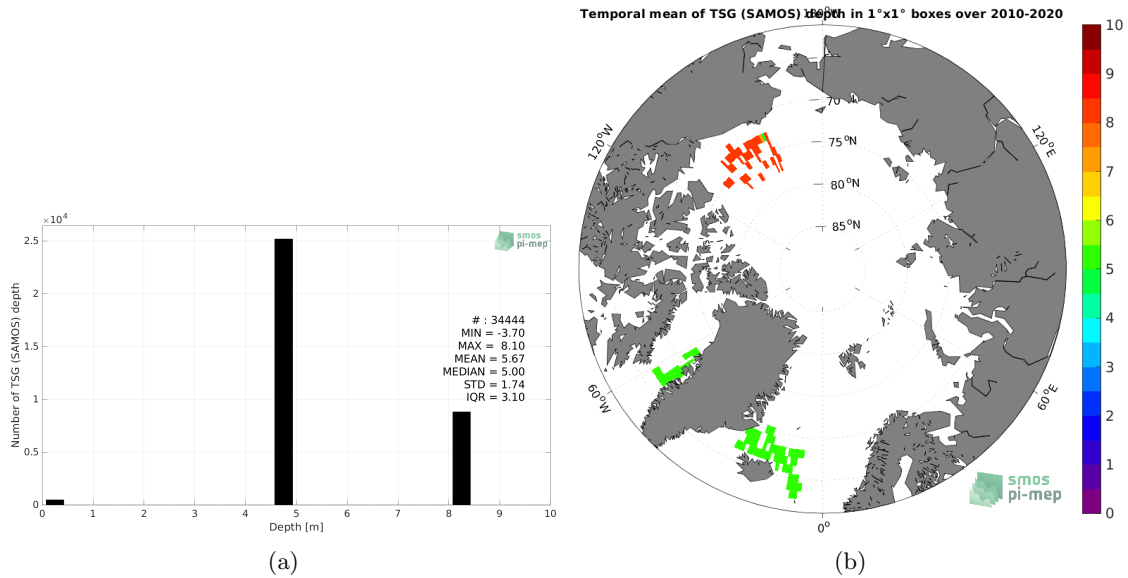 Temporal mean of TSG (SAMOS) depth in 1°x1° boxes over 2010-2020
×10^4
2.5
2
1.5
1
0.5
0
Number of TSG (SAMOS) depth
smos
pi-mep
# : 34444
MIN = -3.70
MAX = 8.10
MEAN = 5.67
MEDIAN = 5.00
STD = 1.74
IQR = 3.10
0 1 2 3 4 5 6 7 8 9 10
Depth [m]
(a)
120°W
120°E
75°N
80°N
85°N
60°W
60°E
0°
smos
pi-mep
10
9
8
7
6
5
4
3
2
1
0
(b)